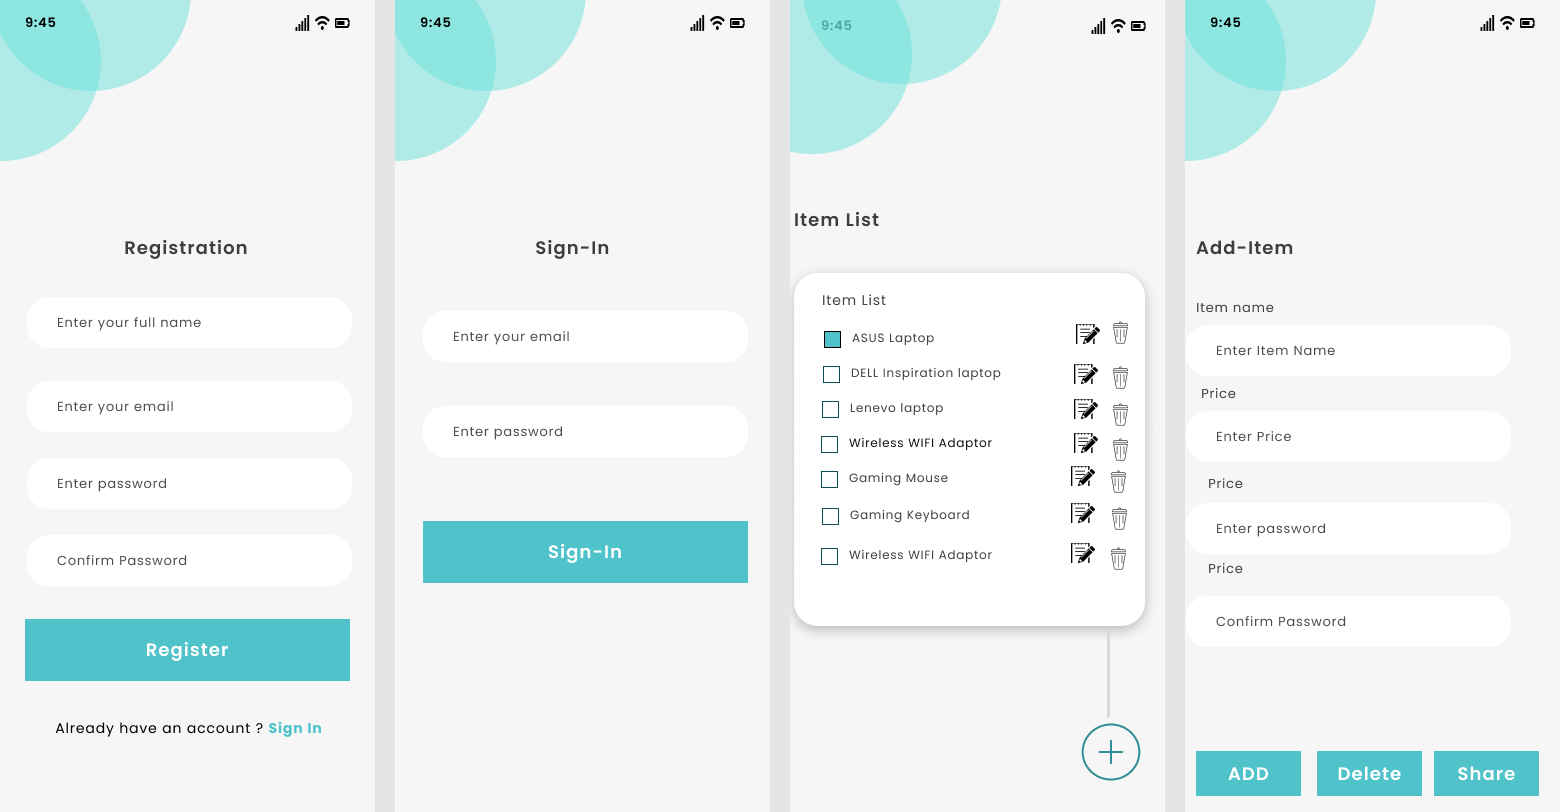 9:45
Registration
Enter your full name
Enter your email
Enter password
Confirm Password
Register
Already have an account ? Sign In
9:45
Sign-In
Enter your email
Enter password
Sign-In
9:45
Item List
Item List
ASUS Laptop
DELL Inspiration laptop
Lenevo laptop
Wireless WIFI Adaptor
Gaming Mouse
Gaming Keyboard
Wireless WIFI Adaptor
9:45
Add-Item
Item name
Enter Item Name
Price
Enter Price
Price
Enter password
Price
Confirm Password
ADD Delete Share